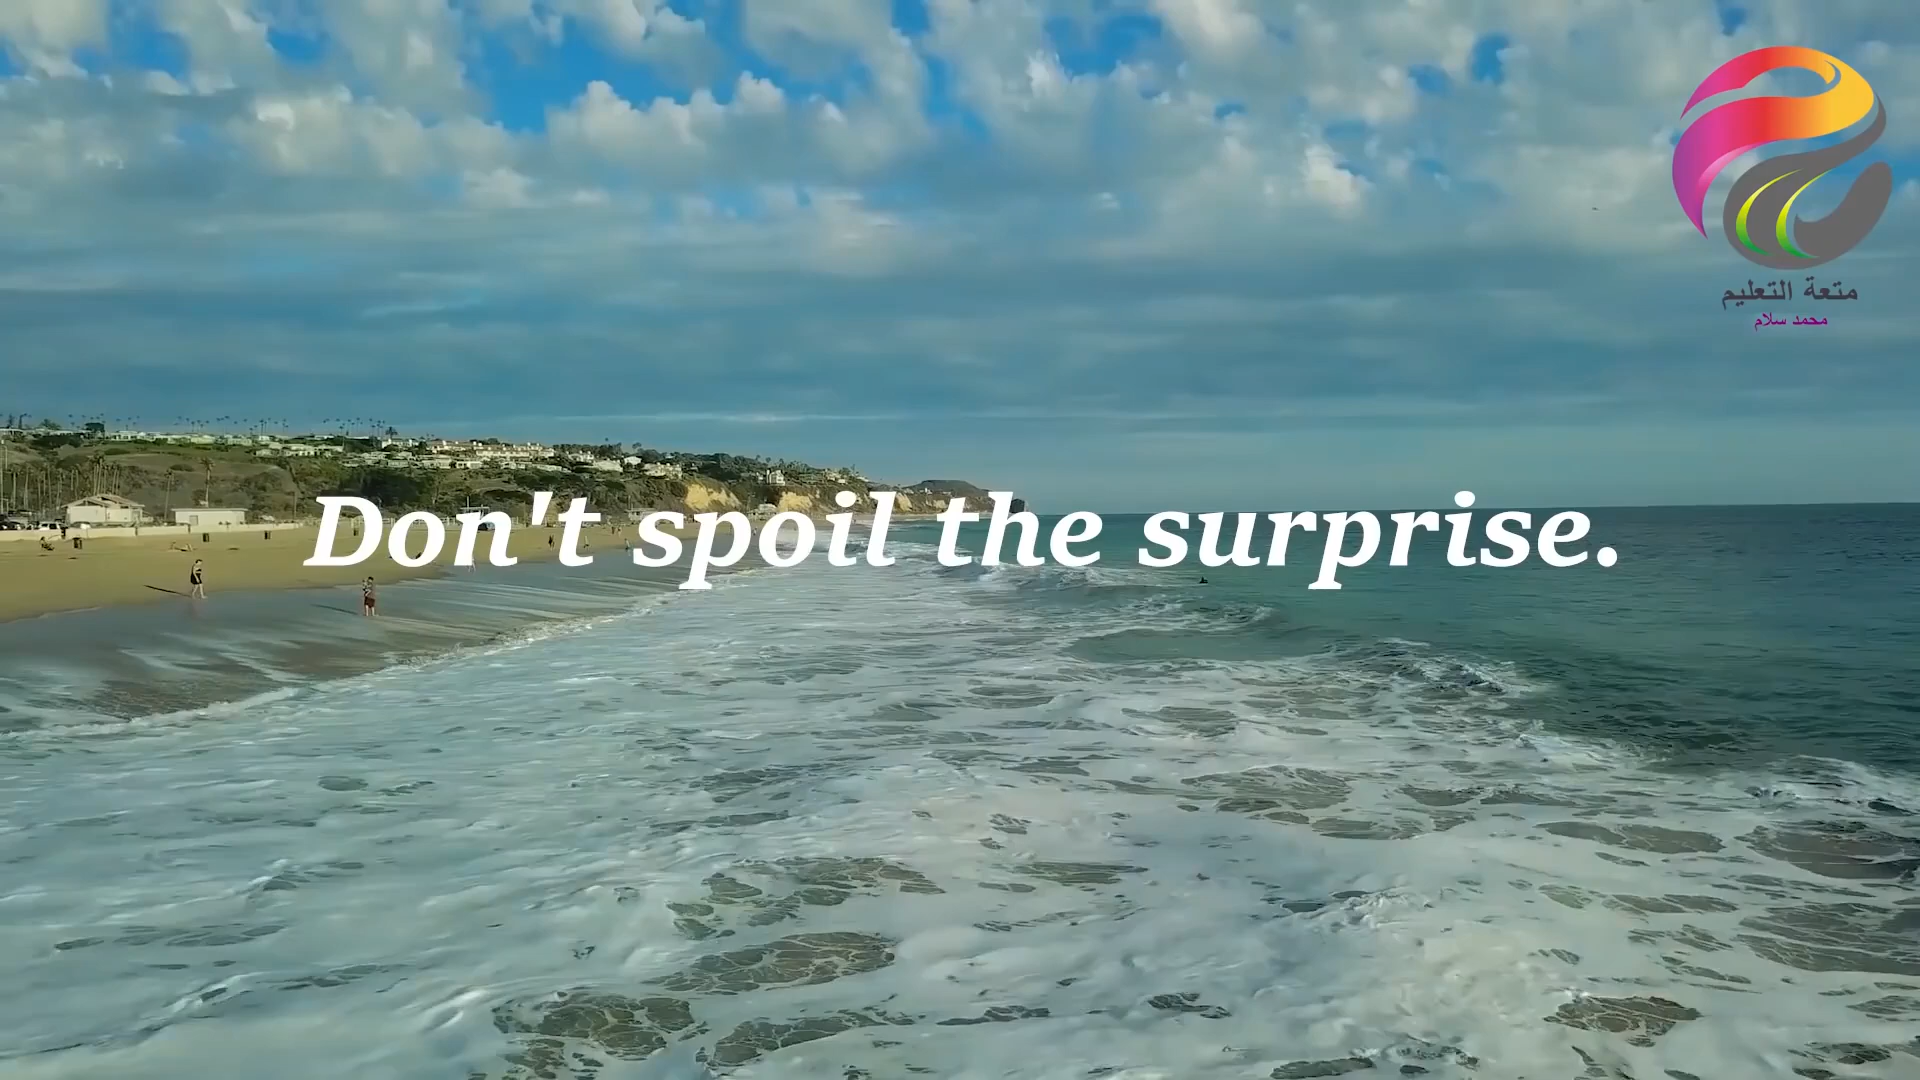 متعة التعليم
محمد سلام
Don't spoil the surprise.